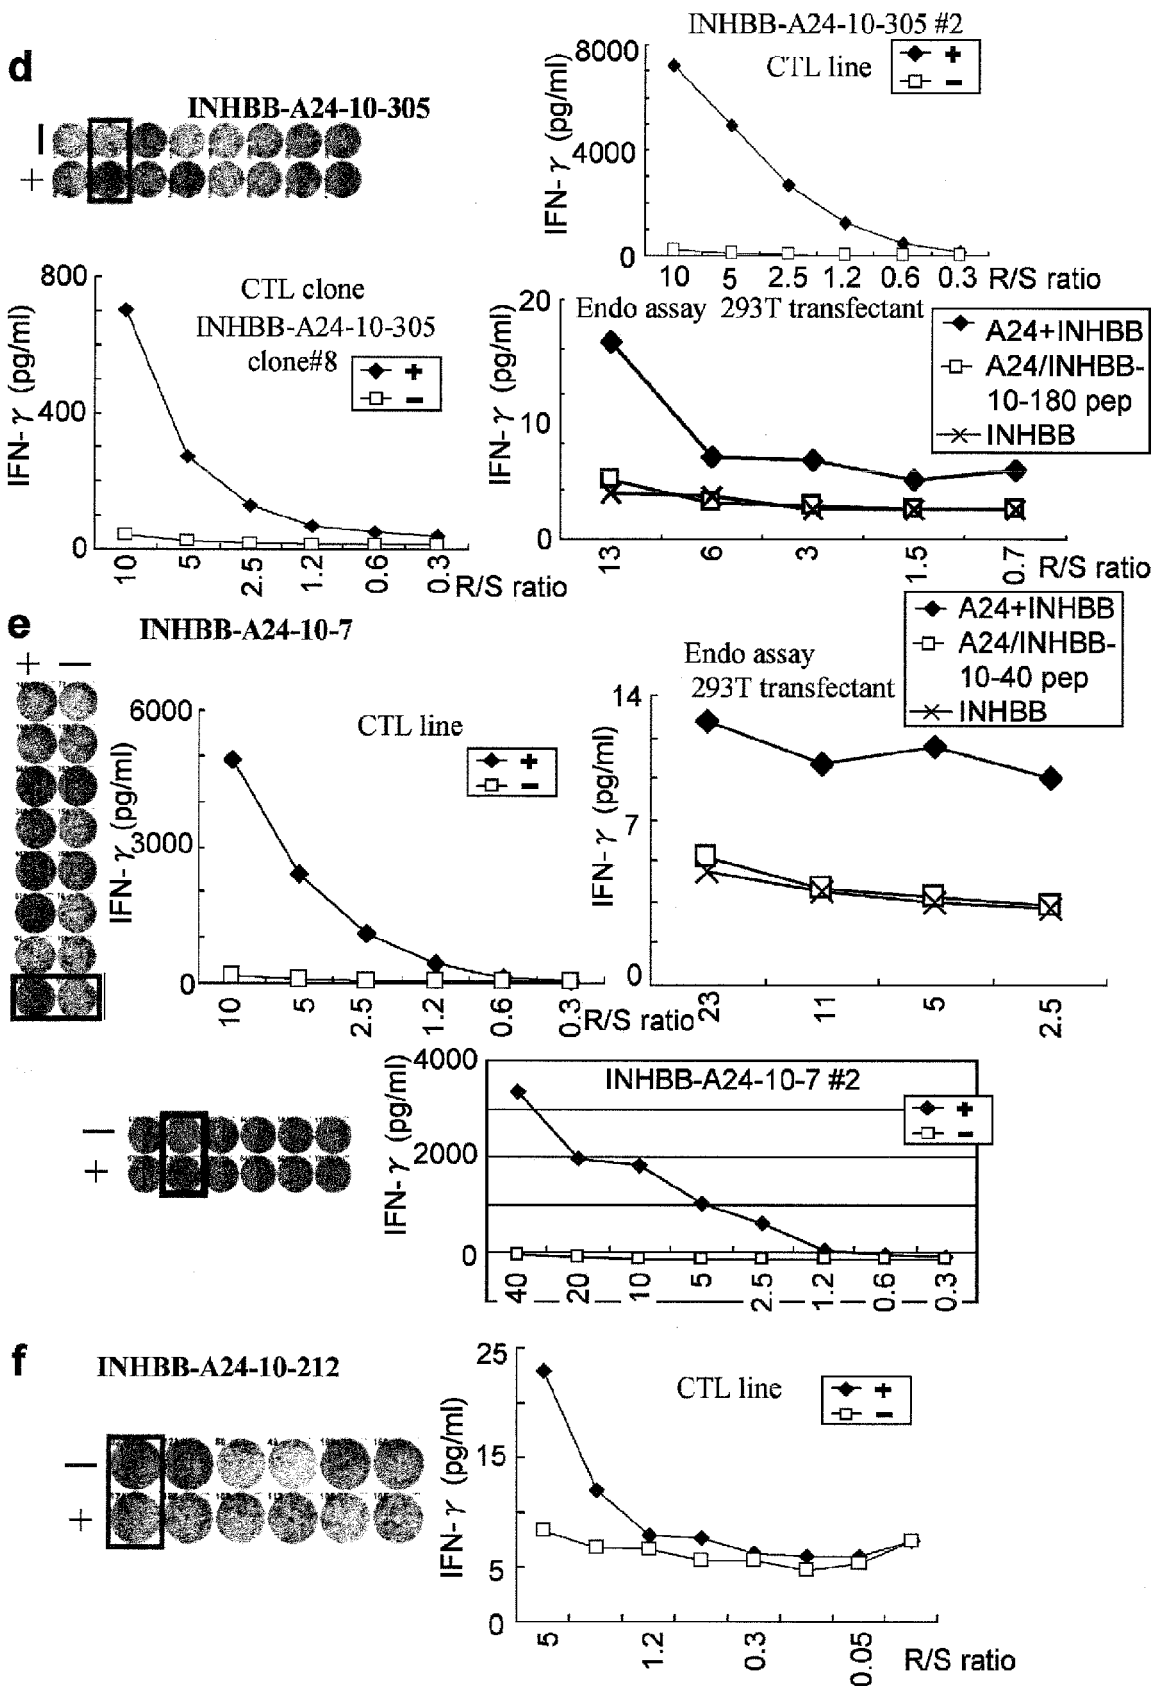 d
INHBB-A24-10-305
−
+
INHBB-A24-10-305 #2
CTL line
+
−
IFN-γ (pg/ml)
8000
4000
0
10 5 2.5 1.2 0.6 0.3 R/S ratio
CTL clone
INHBB-A24-10-305
clone#8
+
−
IFN-γ (pg/ml)
800
400
0
10 5 2.5 1.2 0.6 0.3 R/S ratio
Endo assay 293T transfectant
A24+INHBB
A24/INHBB-
10-180 pep
INHBB
IFN-γ (pg/ml)
20
10
0
13 6 3 1.5 0.7 R/S ratio
e
INHBB-A24-10-7
+ −
CTL line
+
−
IFN-γ (pg/ml)
6000
3000
0
10 5 2.5 1.2 0.6 0.3 R/S ratio
Endo assay
293T transfectant
A24+INHBB
A24/INHBB-
10-40 pep
INHBB
IFN-γ (pg/ml)
14
7
0
23 11 5 2.5
−
+
INHBB-A24-10-7 #2
+
−
IFN-γ (pg/ml)
4000
2000
0
40 20 10 5 2.5 1.2 0.6 0.3
f
INHBB-A24-10-212
−
+
CTL line
+
−
IFN-γ (pg/ml)
25
15
5
0
5 1.2 0.3 0.05 R/S ratio